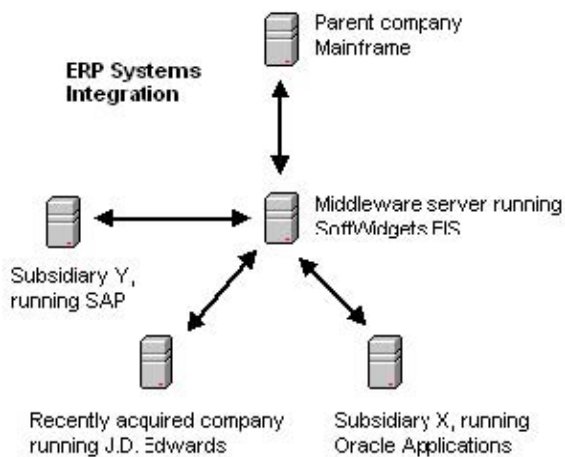 Parent company
Mainframe
ERP Systems
Integration
Middleware server running
SoftWidgets EIS
Subsidiary Y,
running SAP
Recently acquired company
running J.D. Edwards
Subsidiary X, running
Oracle Applications